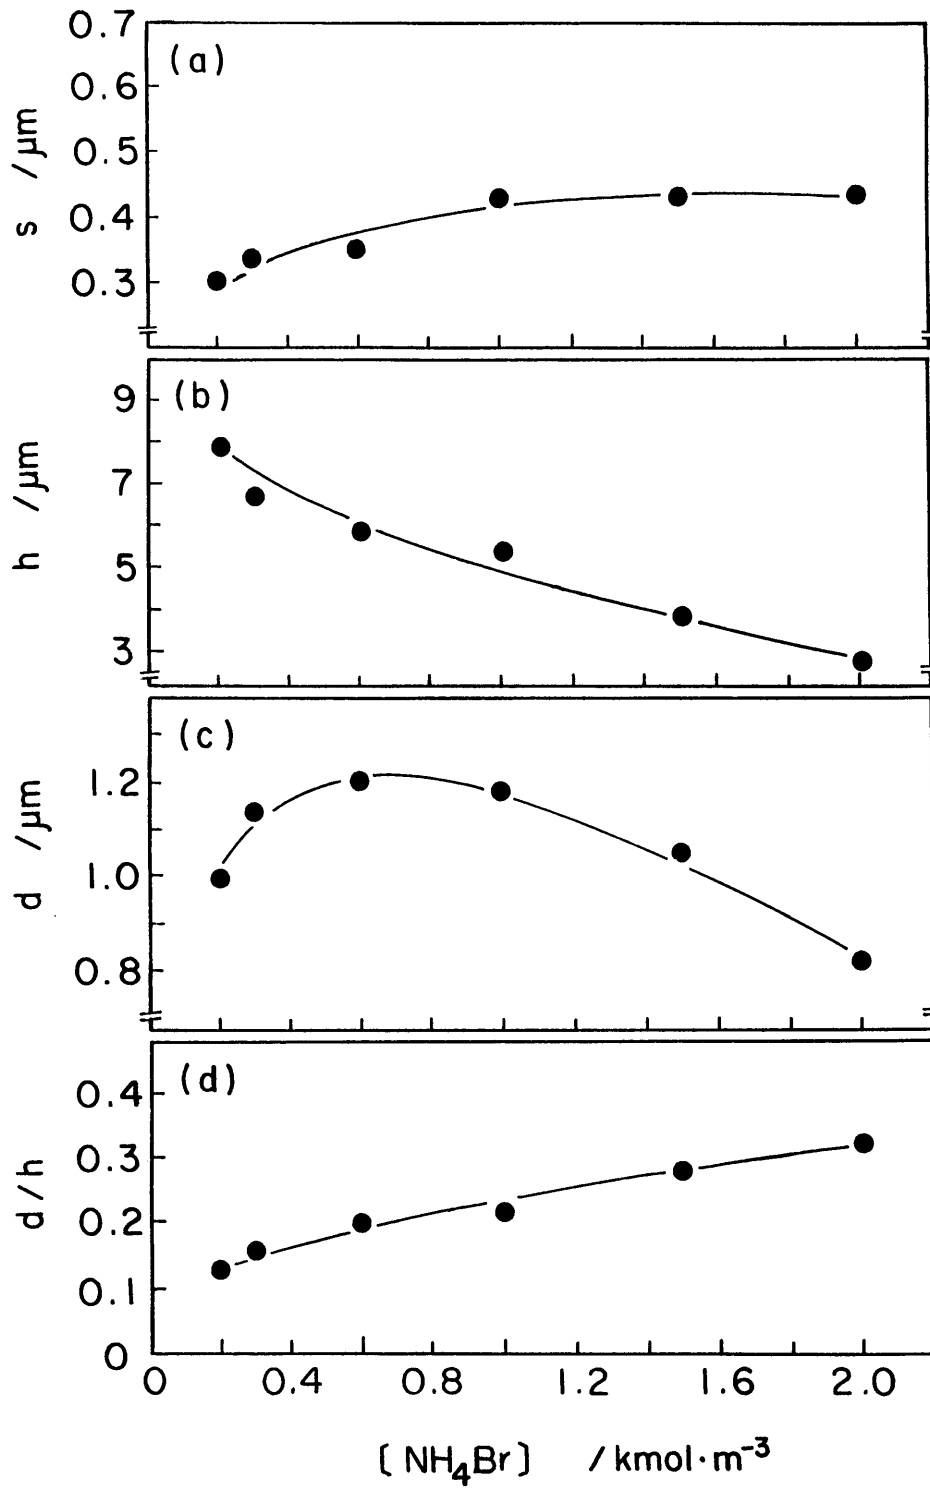 (a)
0.7
0.6
0.5
0.4
0.3
s /μm
(b)
9
7
5
3
h /μm
(c)
1.2
1.0
0.8
d /μm
(d)
0.4
0.3
0.2
0.1
0
d/h
0 0.4 0.8 1.2 1.6 2.0
[NH₄Br] /kmol·m⁻³